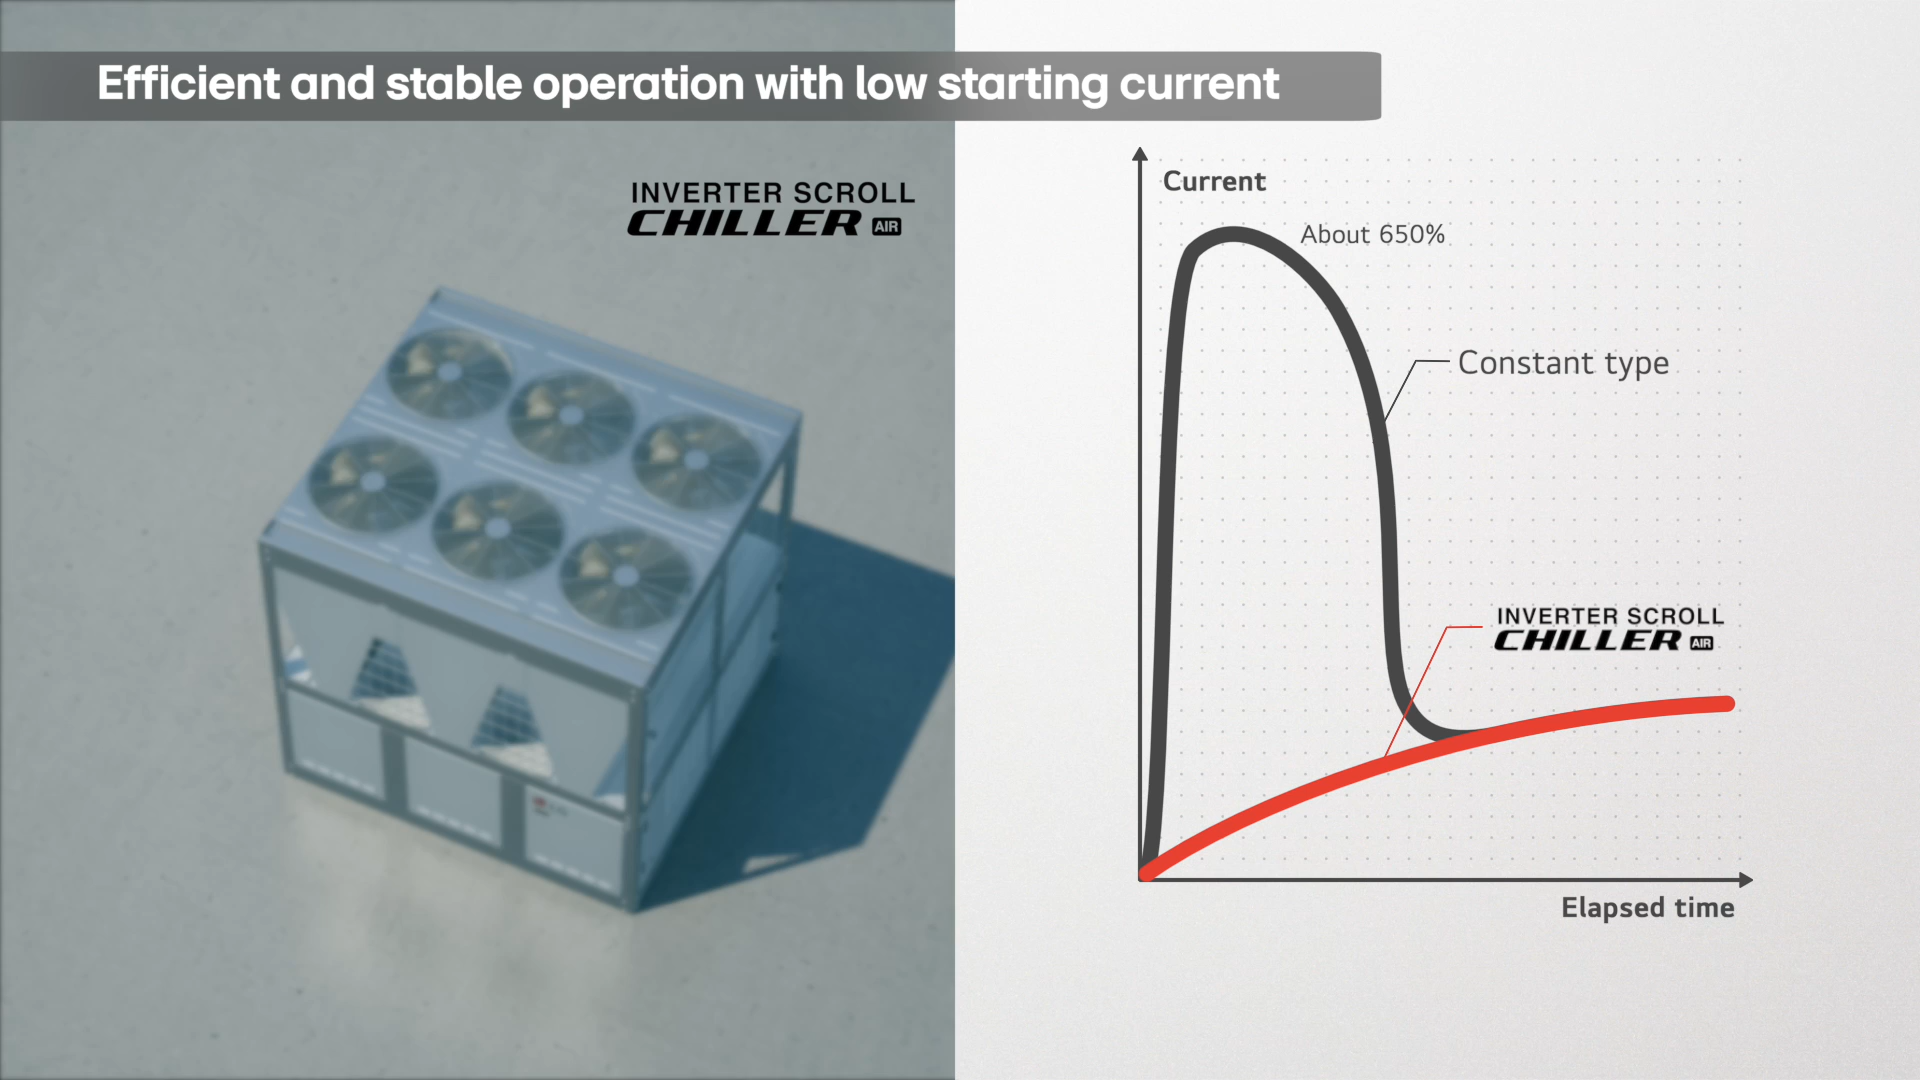 Efficient and stable operation with low starting current
INVERTER SCROLL
CHILLER AIR
Current
About 650%
Constant type
INVERTER SCROLL
CHILLER AIR
Elapsed time